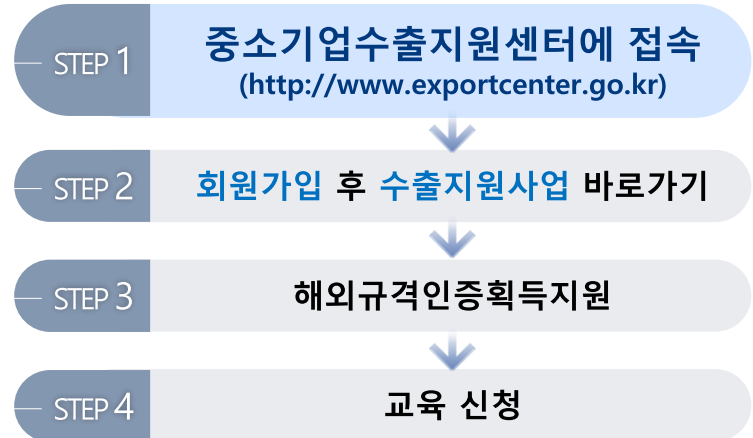 STEP 1
중소기업수출지원센터에 접속
(http://www.exportcenter.go.kr)
STEP 2
회원가입 후 수출지원사업 바로가기
STEP 3
해외규격인증획득지원
STEP 4
교육 신청